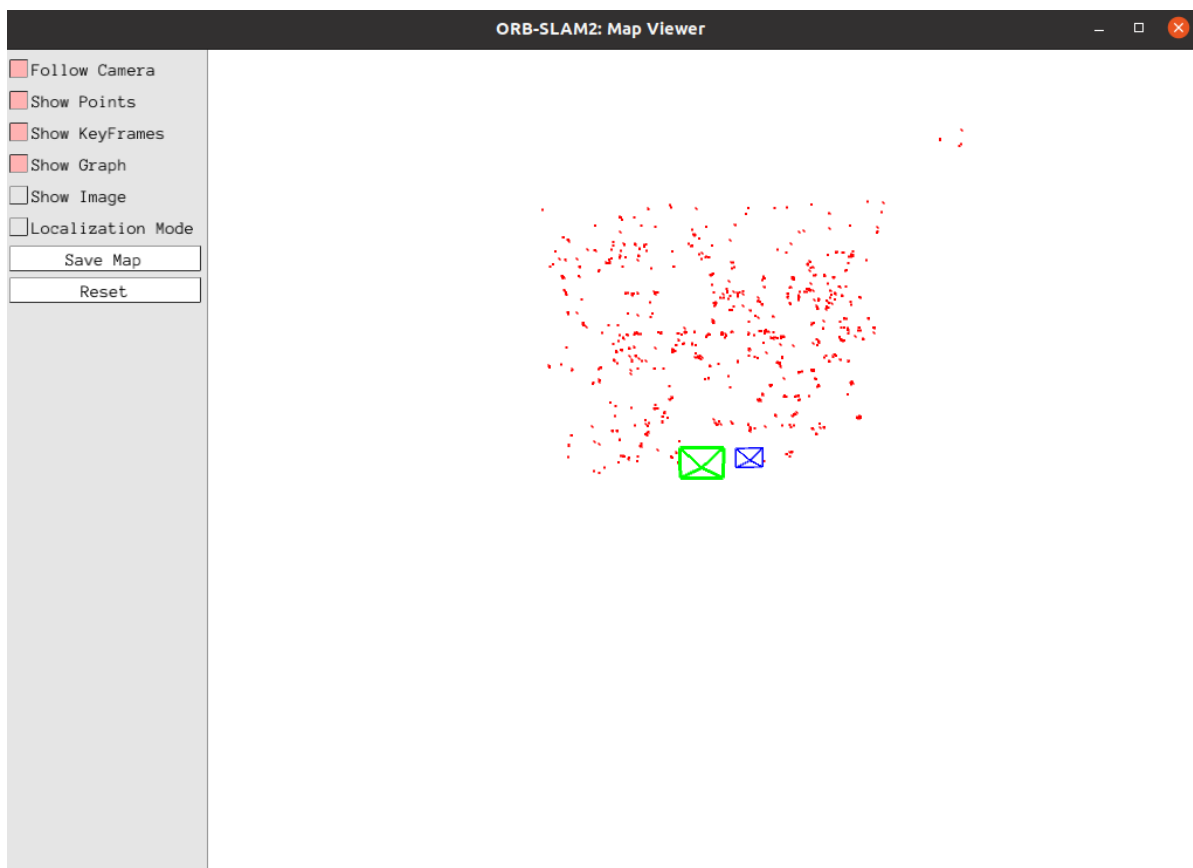 ORB-SLAM2: Map Viewer
Follow Camera
Show Points
Show KeyFrames
Show Graph
Show Image
Localization Mode
Save Map
Reset